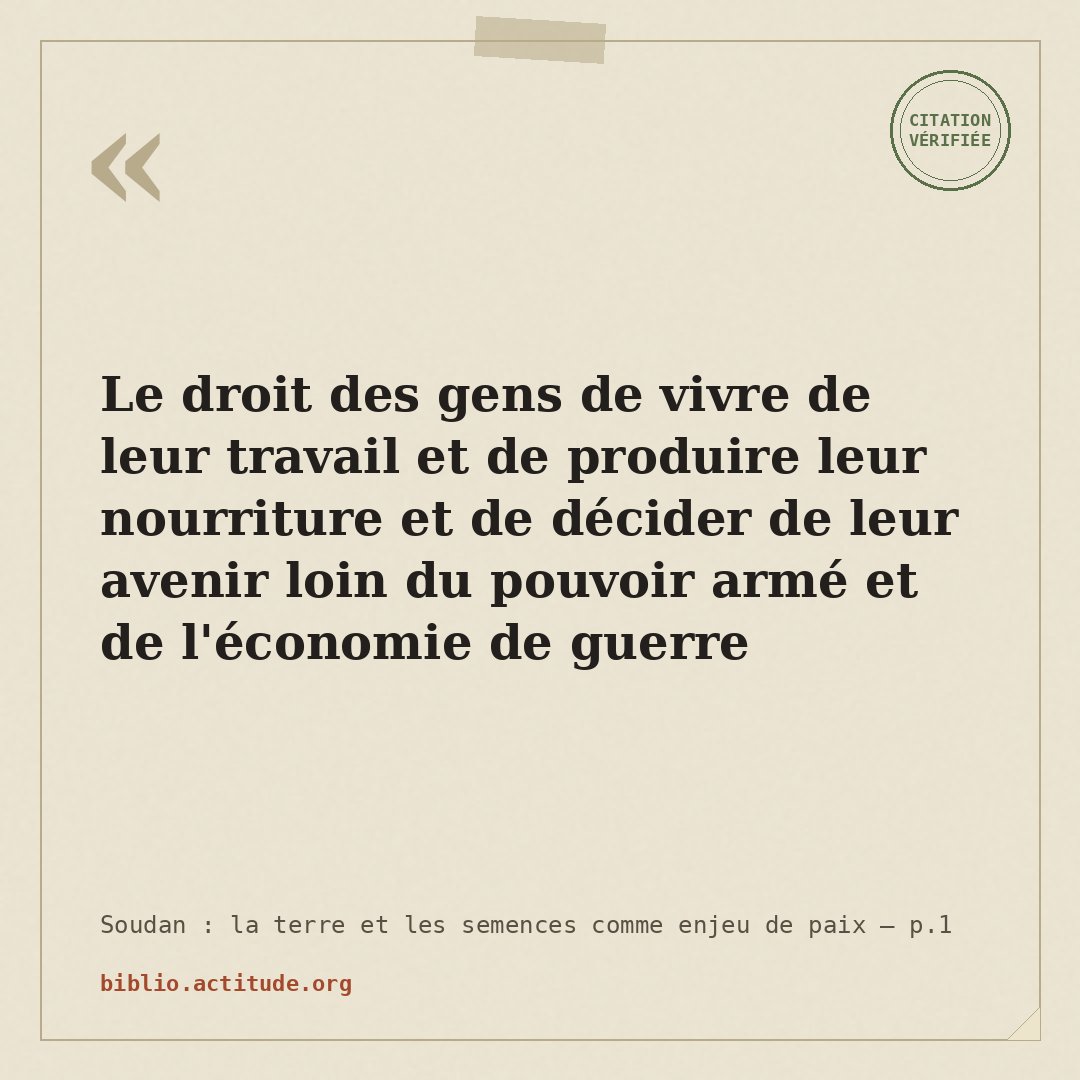 «
CITATION
VÉRIFIÉE
Le droit des gens de vivre de
leur travail et de produire leur
nourriture et de décider de leur
avenir loin du pouvoir armé et
de l'économie de guerre
Soudan : la terre et les semences comme enjeu de paix — p.1
biblio.actitude.org